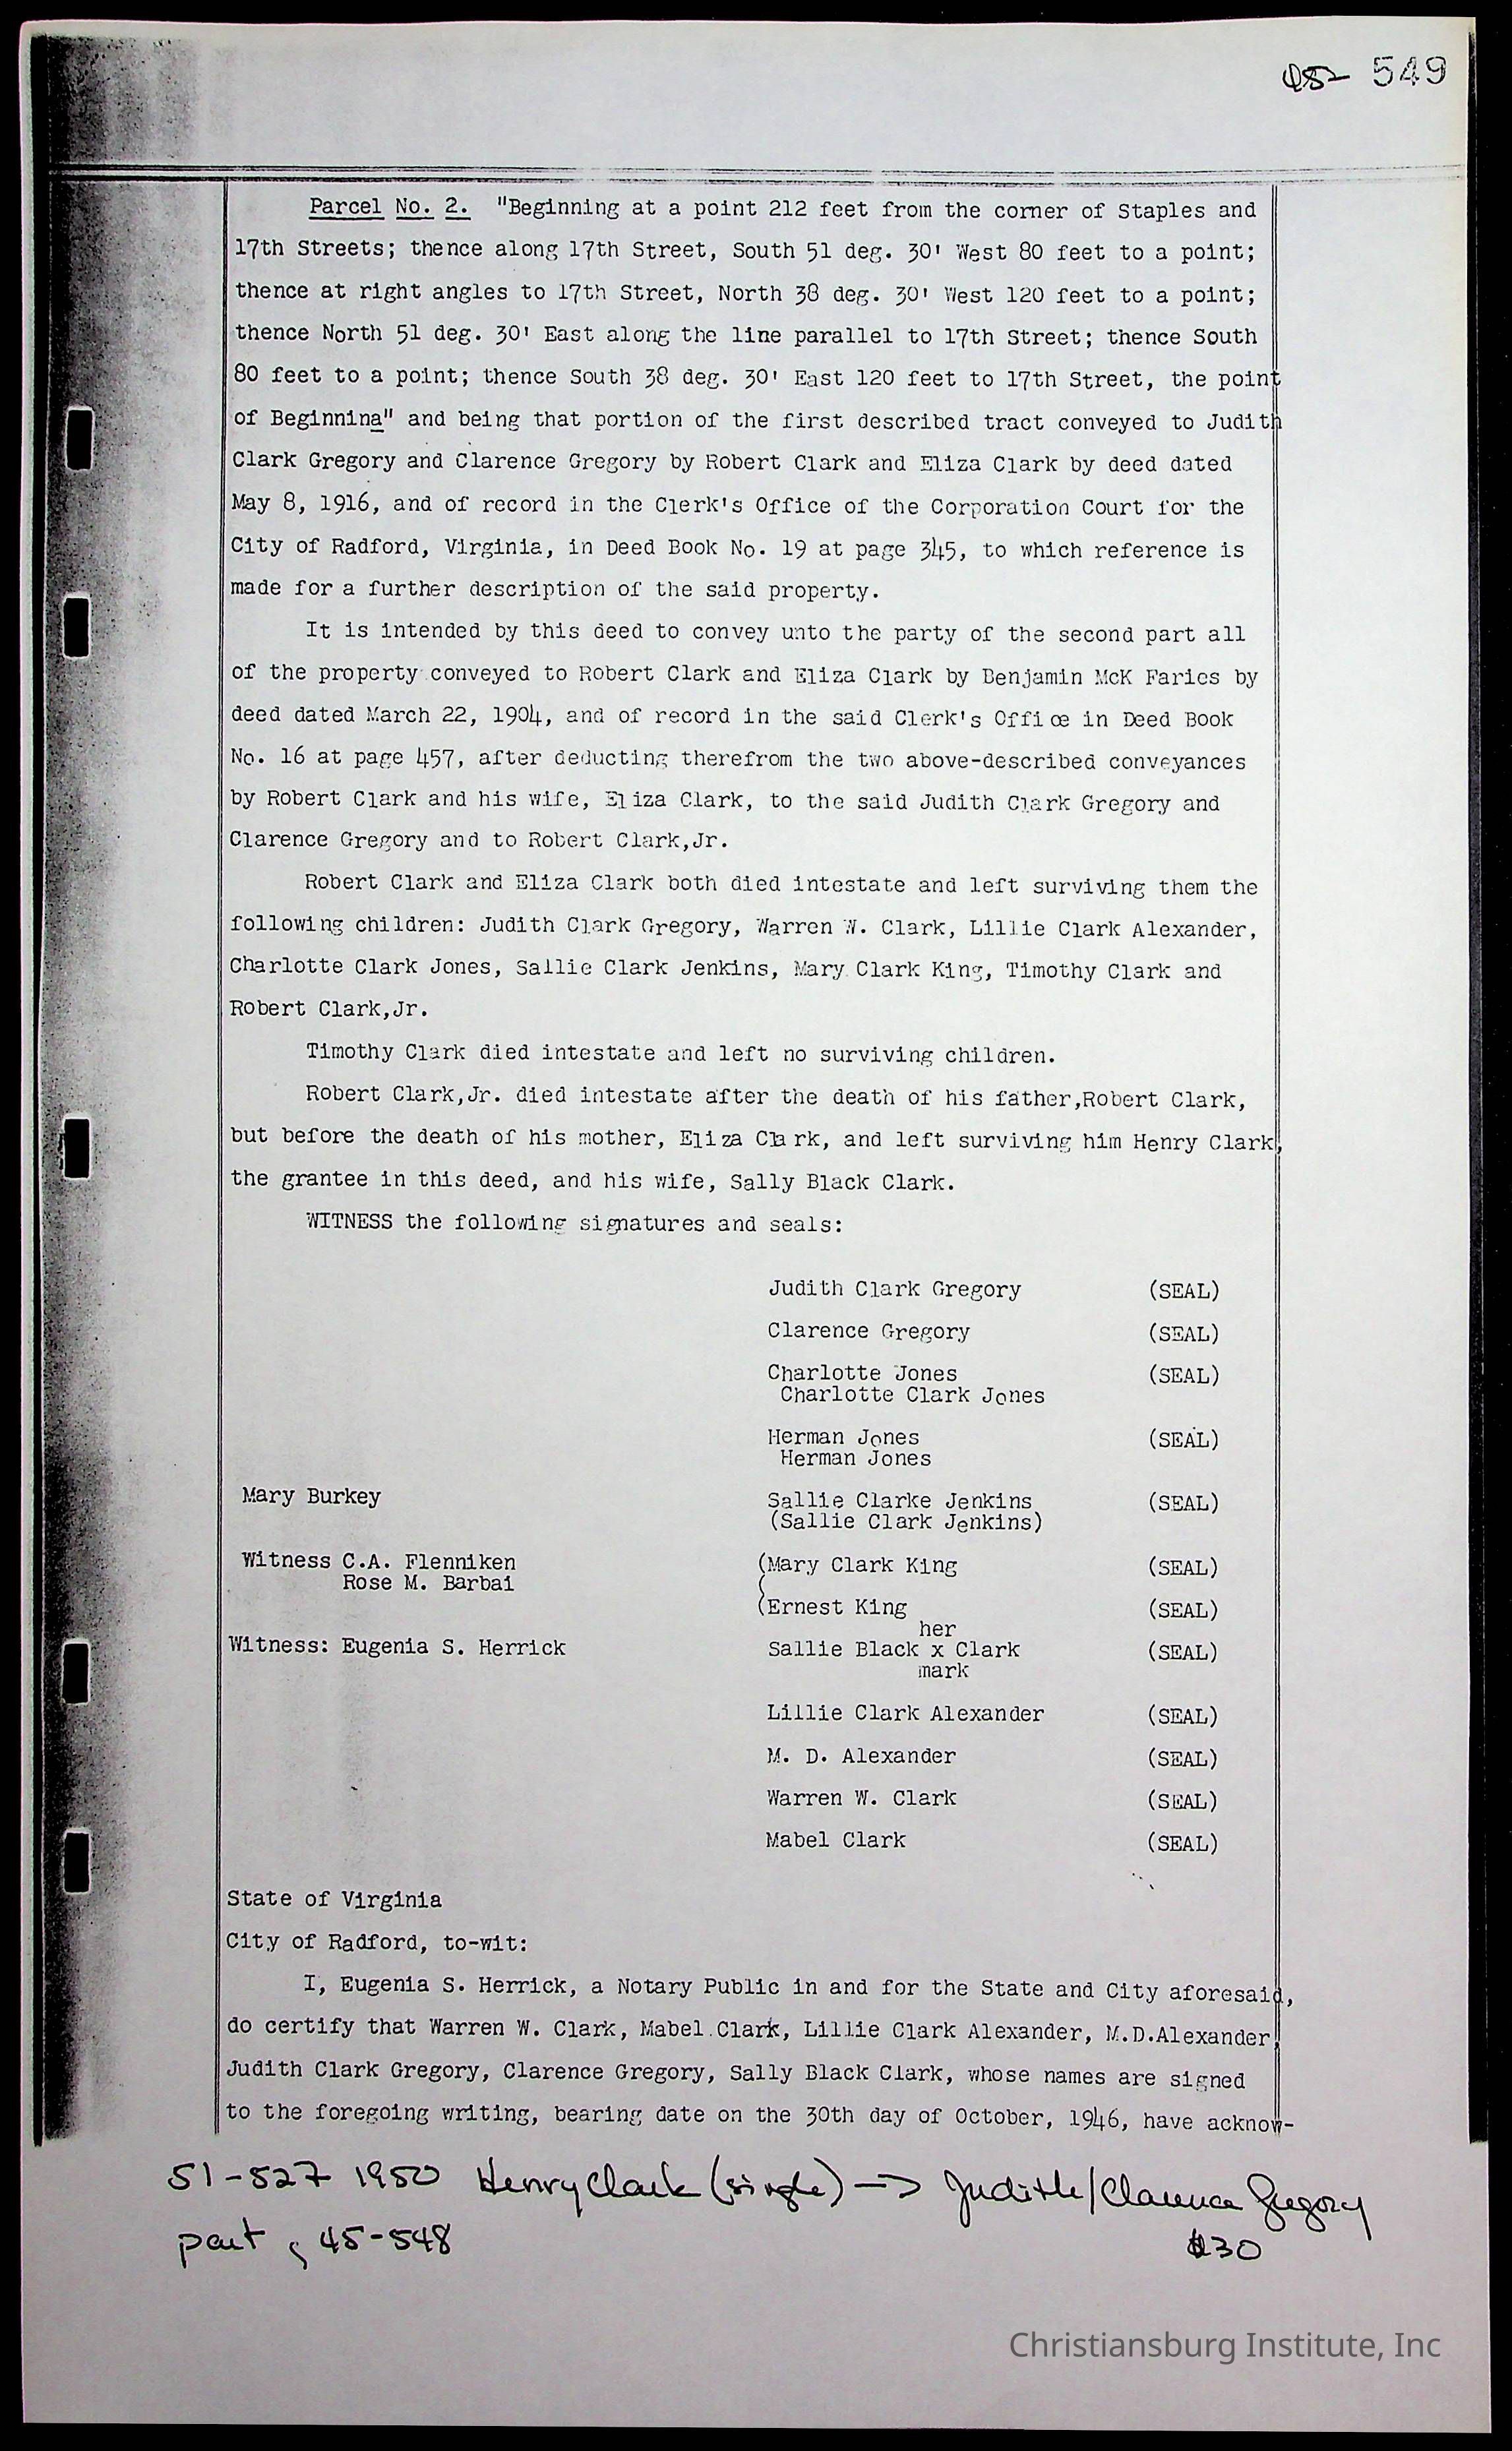 45- 549
Parcel No. 2. "Beginning at a point 212 feet from the corner of Staples and
17th Streets; thence along 17th Street, South 51 deg. 30' West 80 feet to a point;
thence at right angles to 17th Street, North 38 deg. 30' West 120 feet to a point;
thence North 51 deg. 30' East along the line parallel to 17th Street; thence South
80 feet to a point; thence South 38 deg. 30' East 120 feet to 17th Street, the point
of Beginnina" and being that portion of the first described tract conveyed to Judith
Clark Gregory and Clarence Gregory by Robert Clark and Eliza Clark by deed dated
May 8, 1916, and of record in the Clerk's Office of the Corporation Court for the
City of Radford, Virginia, in Deed Book No. 19 at page 345, to which reference is
made for a further description of the said property.
It is intended by this deed to convey unto the party of the second part all
of the property conveyed to Robert Clark and Eliza Clark by Benjamin McK Faries by
deed dated March 22, 1904, and of record in the said Clerk's Office in Deed Book
No. 16 at page 457, after deducting therefrom the two above-described conveyances
by Robert Clark and his wife, Eliza Clark, to the said Judith Clark Gregory and
Clarence Gregory and to Robert Clark,Jr.
Robert Clark and Eliza Clark both died intestate and left surviving them the
following children: Judith Clark Gregory, Warren W. Clark, Lillie Clark Alexander,
Charlotte Clark Jones, Sallie Clark Jenkins, Mary Clark King, Timothy Clark and
Robert Clark,Jr.
Timothy Clark died intestate and left no surviving children.
Robert Clark,Jr. died intestate after the death of his father,Robert Clark,
but before the death of his mother, Eliza Clark, and left surviving him Henry Clark,
the grantee in this deed, and his wife, Sally Black Clark.
WITNESS the following signatures and seals:
Judith Clark Gregory (SEAL)
Clarence Gregory (SEAL)
Charlotte Jones (SEAL)
Charlotte Clark Jones
Herman Jones (SEAL)
Herman Jones
Mary Burkey Sallie Clarke Jenkins (SEAL)
(Sallie Clark Jenkins)
Witness C.A. Flenniken (Mary Clark King (SEAL)
Rose M. Barbai
(Ernest King (SEAL)
her
Witness: Eugenia S. Herrick Sallie Black x Clark (SEAL)
mark
Lillie Clark Alexander (SEAL)
M. D. Alexander (SEAL)
Warren W. Clark (SEAL)
Mabel Clark (SEAL)
State of Virginia
City of Radford, to-wit:
I, Eugenia S. Herrick, a Notary Public in and for the State and City aforesaid,
do certify that Warren W. Clark, Mabel Clark, Lillie Clark Alexander, M.D.Alexander,
Judith Clark Gregory, Clarence Gregory, Sally Black Clark, whose names are signed
to the foregoing writing, bearing date on the 30th day of October, 1946, have acknow-
51-527 1950 Henry Clark (single) -> Judith/Clarence Gregory
part of 45-548 $30
Christiansburg Institute, Inc